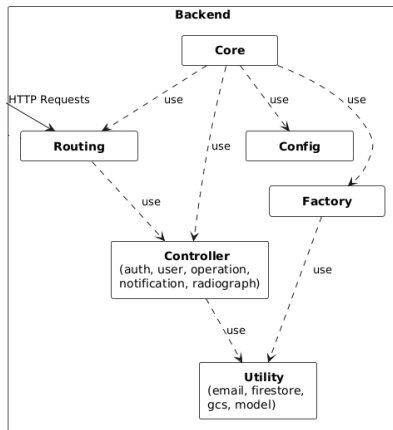 Backend
Core
HTTP Requests
use
use
use
use
Routing
Config
use
Factory
Controller
(auth, user, operation,
notification, radiograph)
use
use
Utility
(email, firestore,
gcs, model)